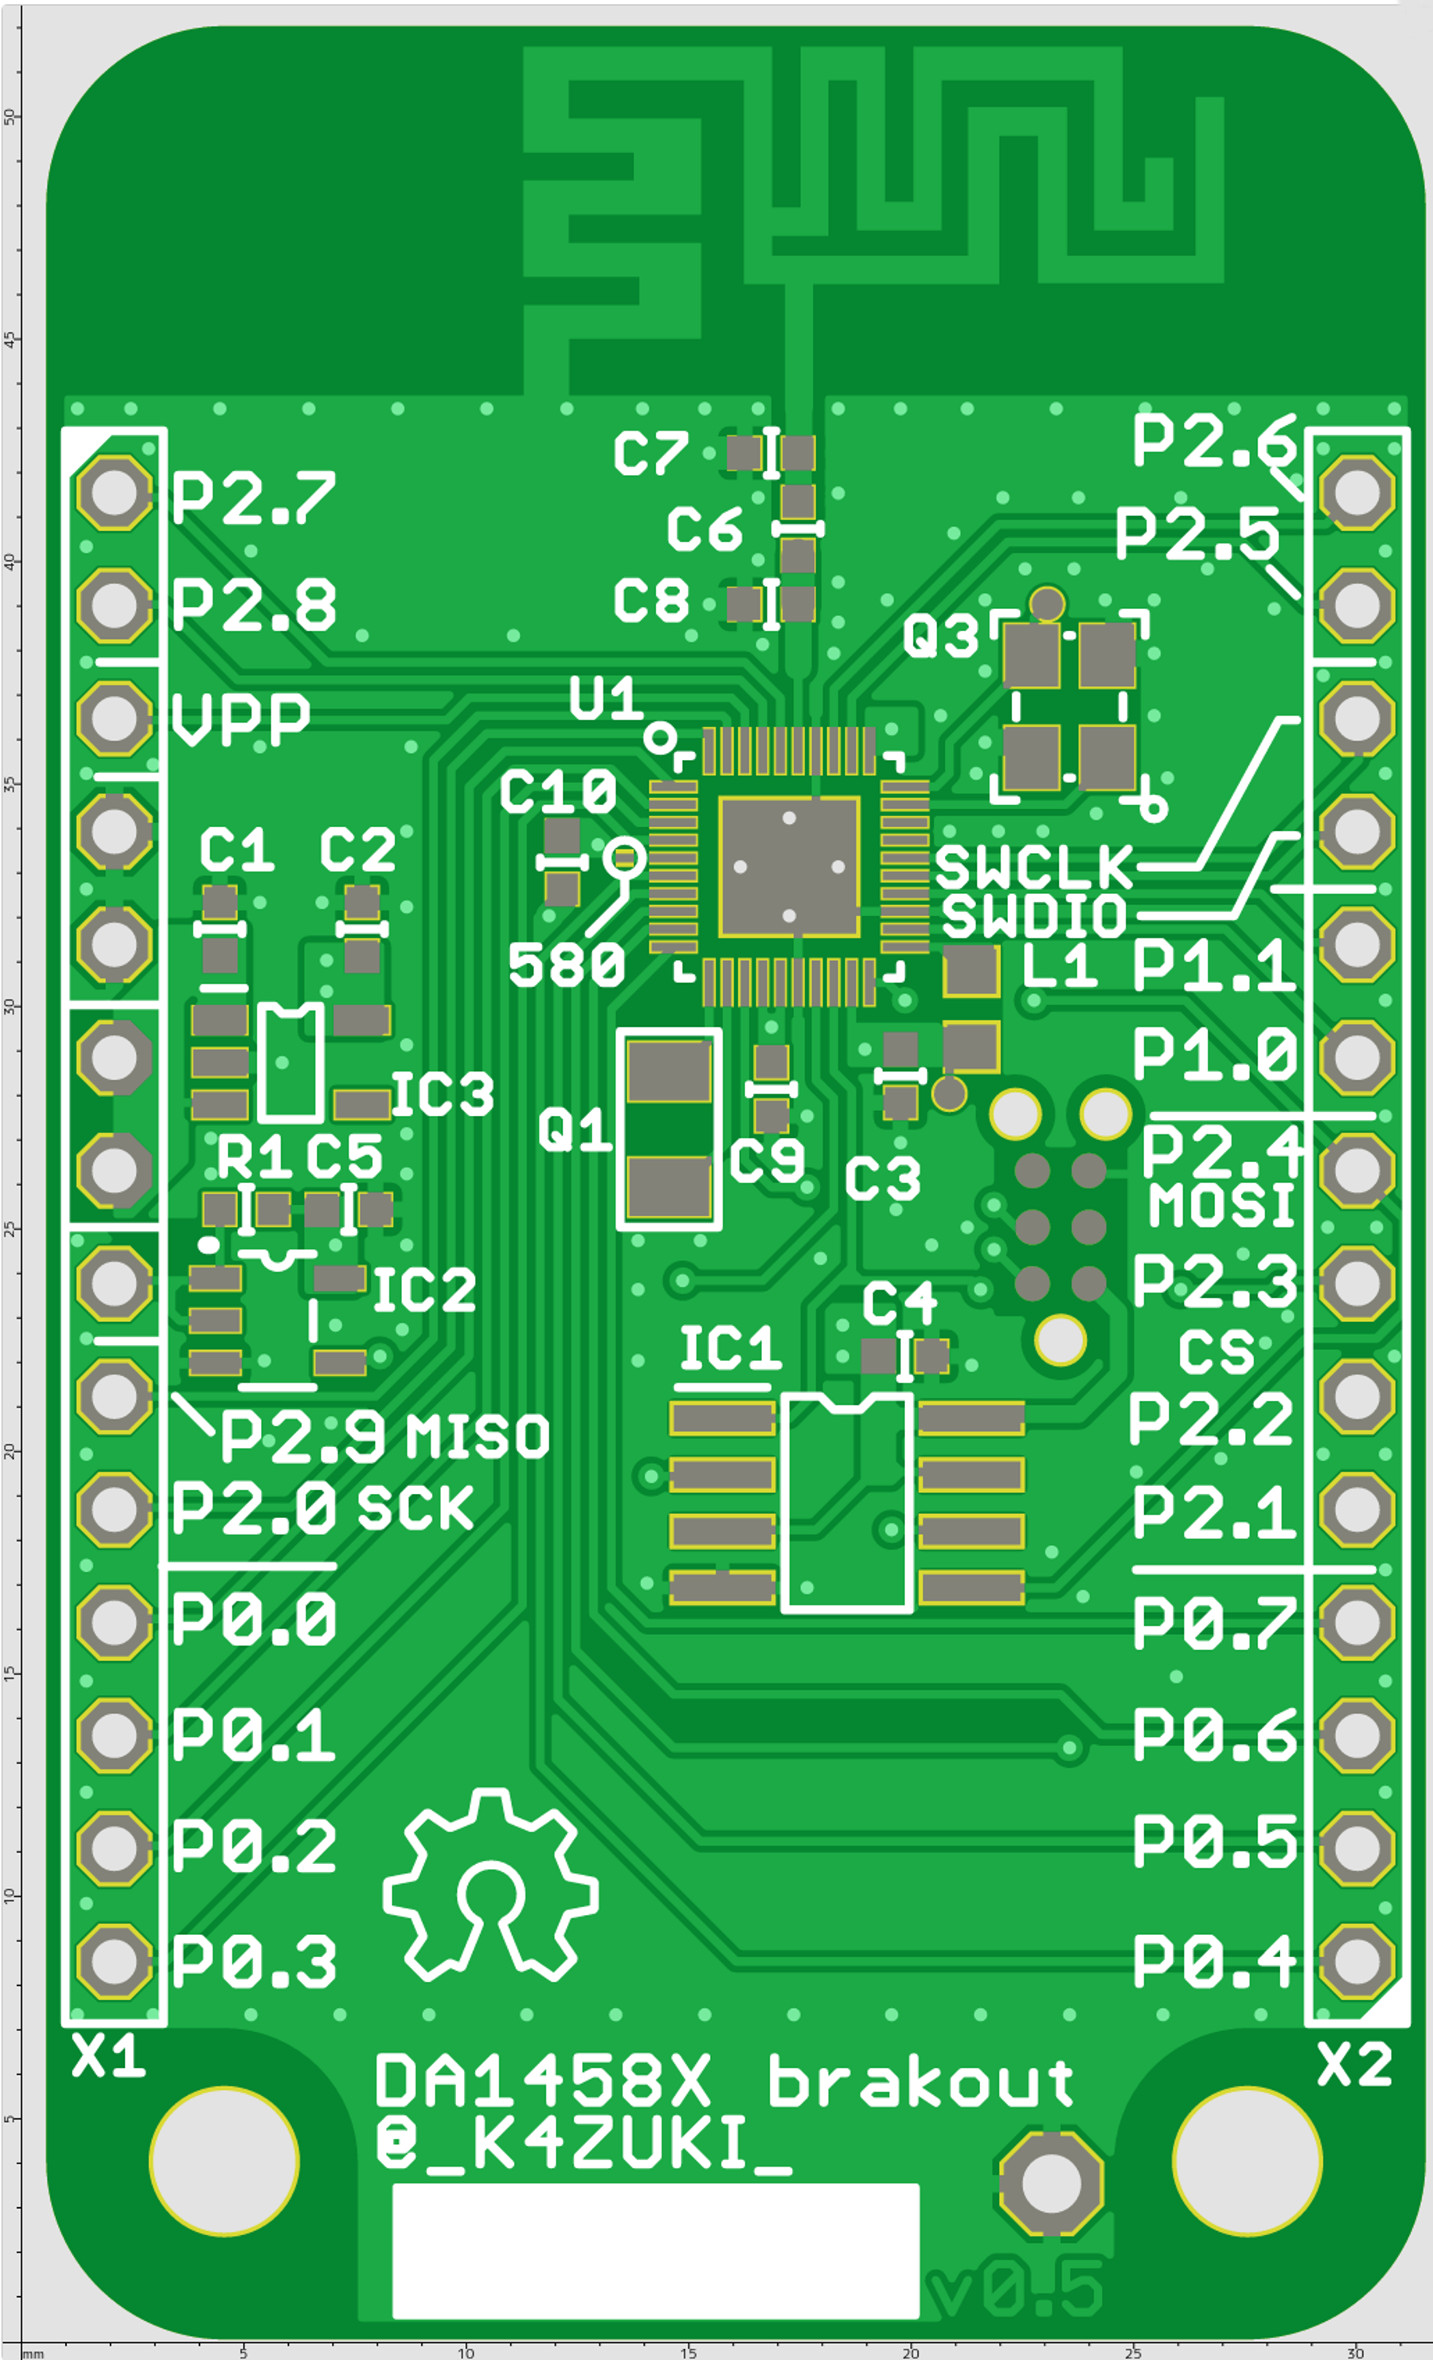 50
45
40
35
30
25
20
15
10
5
mm
5
10
15
20
25
30
C7
P2.6
P2.7
C6
P2.5
P2.8
C8
Q3
U1
VPP
C10
C1
C2
SWCLK
SWDIO
580
L1
P1.1
P1.0
IC3
Q1
R1
C5
C9
C3
P2.4
MOSI
IC2
P2.3
C4
IC1
CS
P2.2
P2.9 MISO
P2.0 SCK
P2.1
P0.0
P0.7
P0.1
P0.6
P0.2
P0.5
P0.3
P0.4
X1
X2
DA1458X brakout
@_K4ZUKI_
v0.5